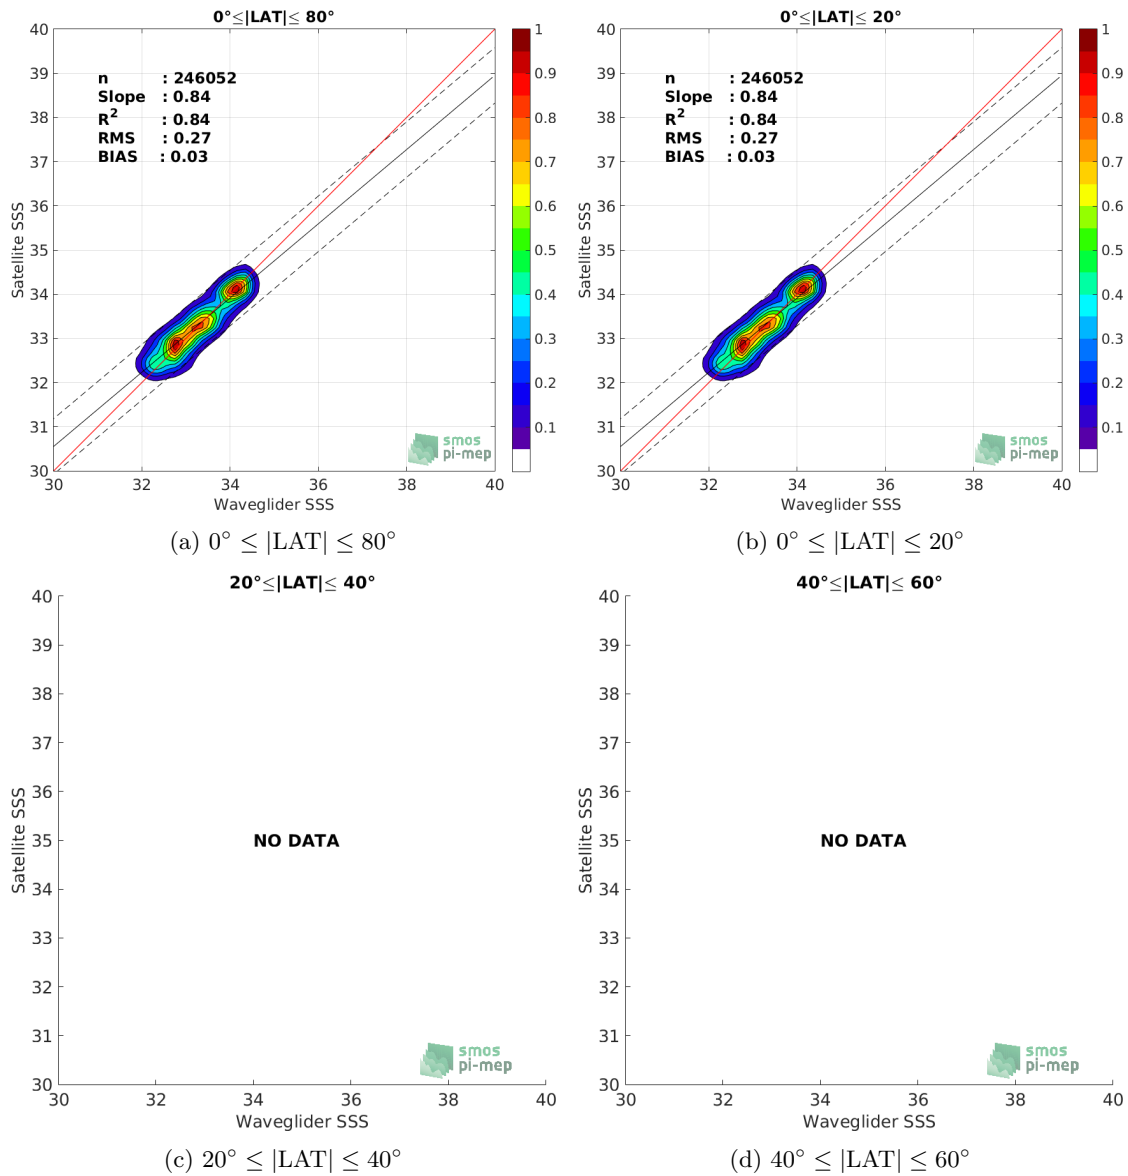 0°≤|LAT|≤ 80°
40
39
38
37
36
35
34
33
32
31
30
Satellite SSS
n : 246052
Slope : 0.84
R2 : 0.84
RMS : 0.27
BIAS : 0.03
smos
pi-mep
30 32 34 36 38 40
Waveglider SSS
1
0.9
0.8
0.7
0.6
0.5
0.4
0.3
0.2
0.1
(a) 0° ≤ |LAT| ≤ 80°
0°≤|LAT|≤ 20°
40
39
38
37
36
35
34
33
32
31
30
Satellite SSS
n : 246052
Slope : 0.84
R2 : 0.84
RMS : 0.27
BIAS : 0.03
smos
pi-mep
30 32 34 36 38 40
Waveglider SSS
1
0.9
0.8
0.7
0.6
0.5
0.4
0.3
0.2
0.1
(b) 0° ≤ |LAT| ≤ 20°
20°≤|LAT|≤ 40°
40
39
38
37
36
35
34
33
32
31
30
Satellite SSS
NO DATA
smos
pi-mep
30 32 34 36 38 40
Waveglider SSS
(c) 20° ≤ |LAT| ≤ 40°
40°≤|LAT|≤ 60°
40
39
38
37
36
35
34
33
32
31
30
Satellite SSS
NO DATA
smos
pi-mep
30 32 34 36 38 40
Waveglider SSS
(d) 40° ≤ |LAT| ≤ 60°